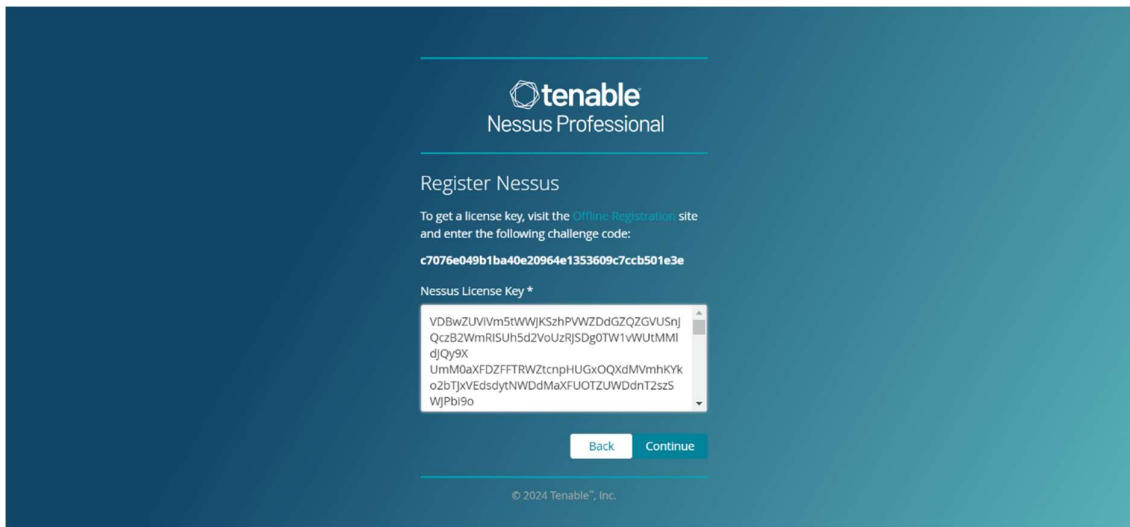 tenable
Nessus Professional
Register Nessus
To get a license key, visit the Offline Registration site
and enter the following challenge code:
c7076e049b1ba40e20964e1353609c7ccb501e3e
Nessus License Key *
VDBwZUViVm5tWWJKSzhPVWZDdGZQZGVUSnJ
QczB2WmRISUh5d2VoUzRJSDg0TW1vWUtMMl
dJQy9X
UmM0aXFDZFFTRWZtcnpHUGxOQXdMVmhKYk
o2bTJxVEdsdytNWDdMaXFUOTZUWDdnT2szS
WJPbi9o
Back Continue
© 2024 Tenable™, Inc.